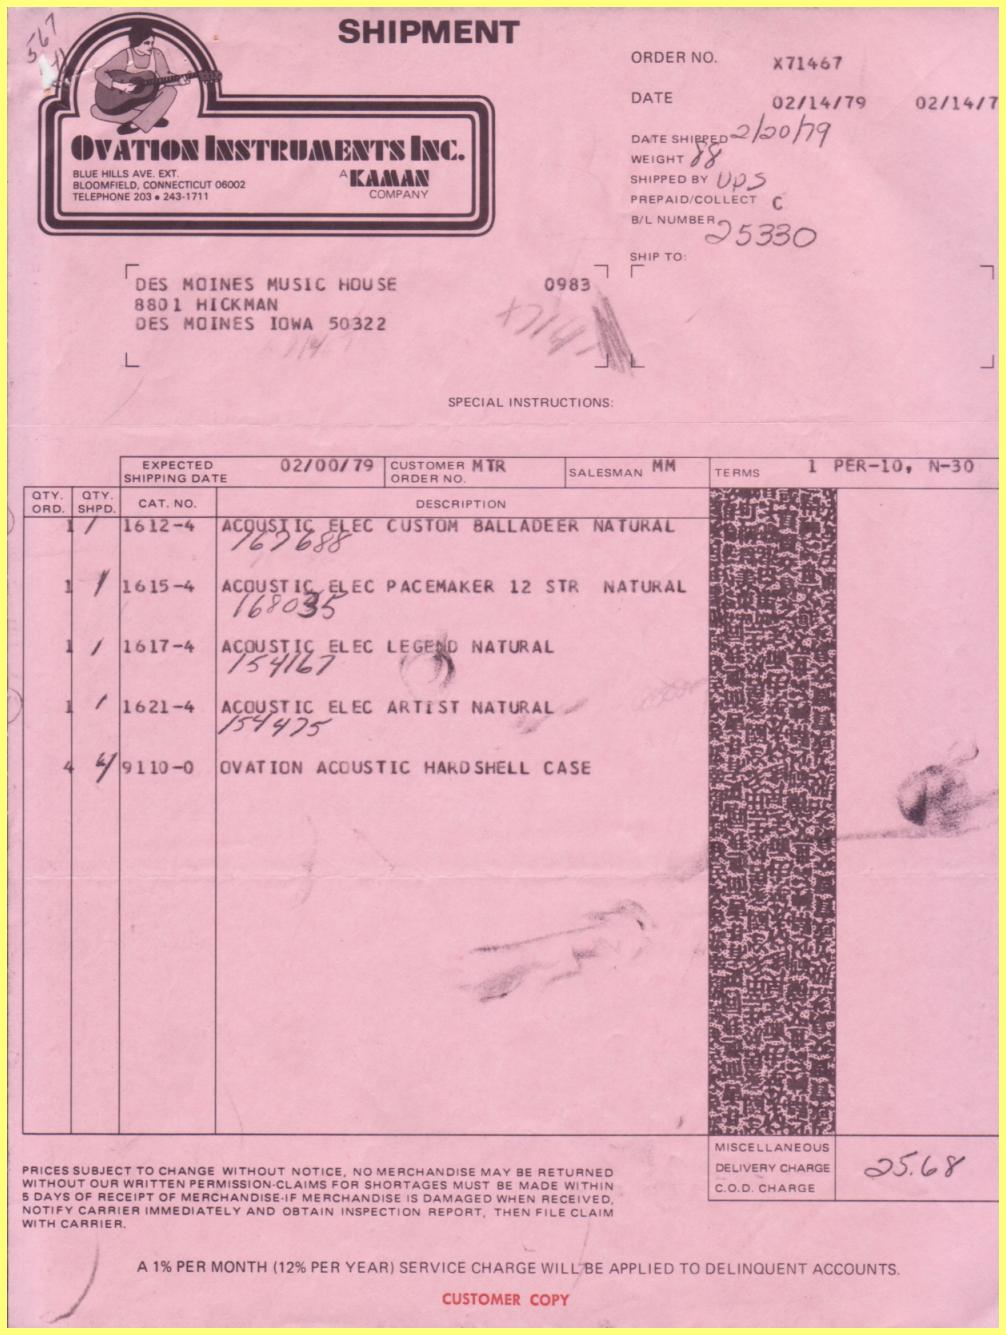 567
SHIPMENT
OVATION INSTRUMENTS INC.
BLUE HILLS AVE. EXT.
BLOOMFIELD, CONNECTICUT 06002
TELEPHONE 203 • 243-1711
A KAMAN COMPANY
ORDER NO. X71467
DATE 02/14/79 02/14/7
DATE SHIPPED 2/20/79
WEIGHT 88
SHIPPED BY UPS
PREPAID/COLLECT C
B/L NUMBER 25330
SHIP TO:
DES MOINES MUSIC HOUSE 0983
8801 HICKMAN
DES MOINES IOWA 50322
SPECIAL INSTRUCTIONS:
EXPECTED SHIPPING DATE 02/00/79 CUSTOMER ORDER NO. MTR SALESMAN MM TERMS 1 PER-10, N-30
QTY. ORD. QTY. SHPD. CAT. NO. DESCRIPTION
1 / 1612-4 ACOUSTIC ELEC CUSTOM BALLADEER NATURAL
167688
1 / 1615-4 ACOUSTIC ELEC PACEMAKER 12 STR NATURAL
168035
1 / 1617-4 ACOUSTIC ELEC LEGEND NATURAL
154167
1 / 1621-4 ACOUSTIC ELEC ARTIST NATURAL
154475
4 4/ 9110-0 OVATION ACOUSTIC HARDSHELL CASE
MISCELLANEOUS
DELIVERY CHARGE 25.68
C.O.D. CHARGE
PRICES SUBJECT TO CHANGE WITHOUT NOTICE, NO MERCHANDISE MAY BE RETURNED
WITHOUT OUR WRITTEN PERMISSION-CLAIMS FOR SHORTAGES MUST BE MADE WITHIN
5 DAYS OF RECEIPT OF MERCHANDISE-IF MERCHANDISE IS DAMAGED WHEN RECEIVED,
NOTIFY CARRIER IMMEDIATELY AND OBTAIN INSPECTION REPORT, THEN FILE CLAIM
WITH CARRIER.
A 1% PER MONTH (12% PER YEAR) SERVICE CHARGE WILL BE APPLIED TO DELINQUENT ACCOUNTS.
CUSTOMER COPY